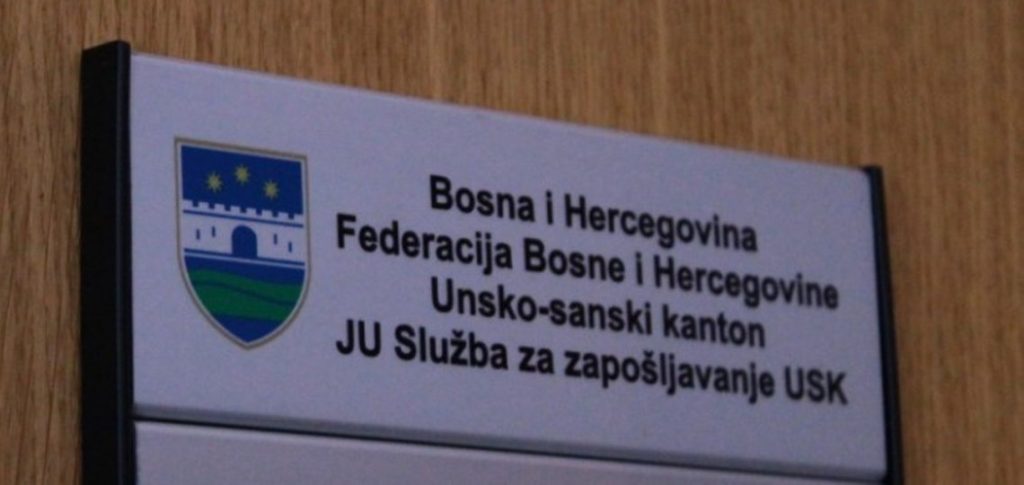 Bosna i Hercegovina
Federacija Bosne i Hercegovine
Unsko-sanski kanton
JU Služba za zapošljavanje USK